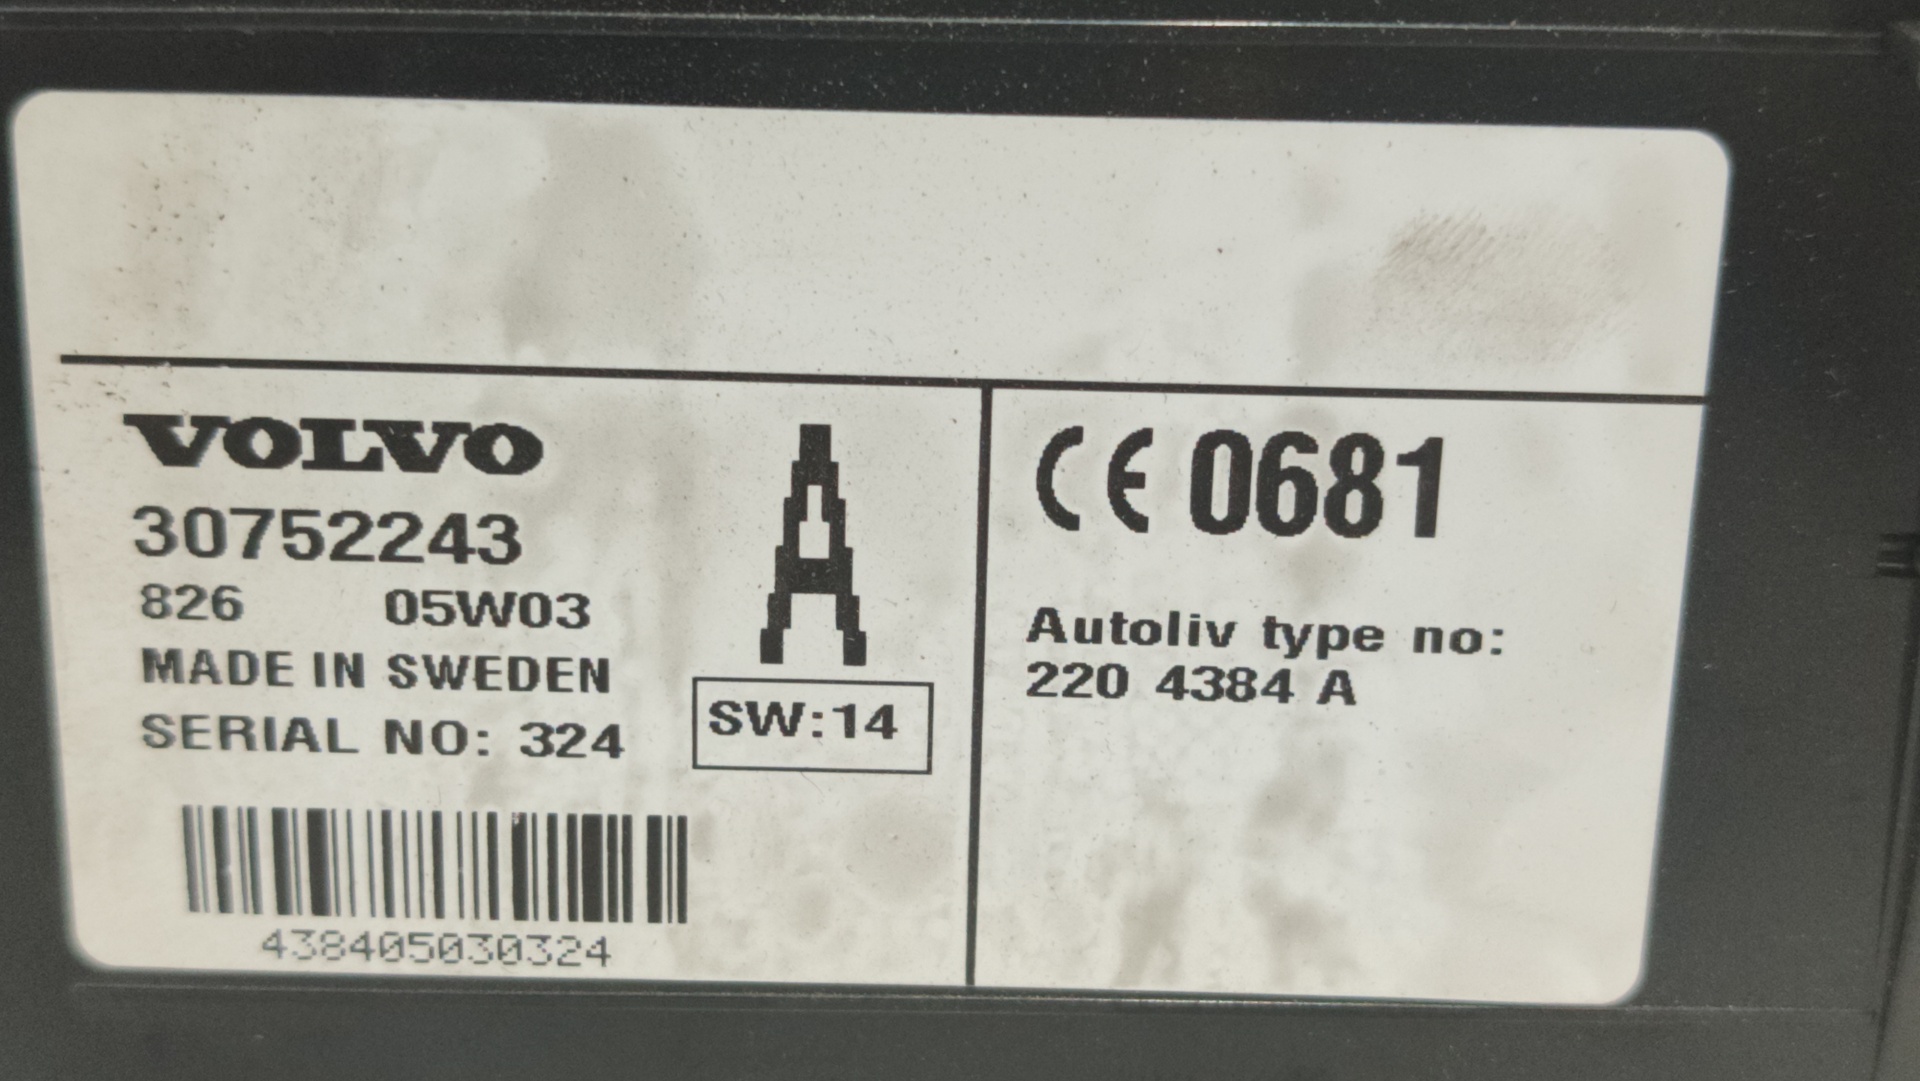 VOLVO
30752243
826 05W03
MADE IN SWEDEN
SERIAL NO: 324
438405030324
A
SW:14
CE 0681
Autoliv type no:
220 4384 A